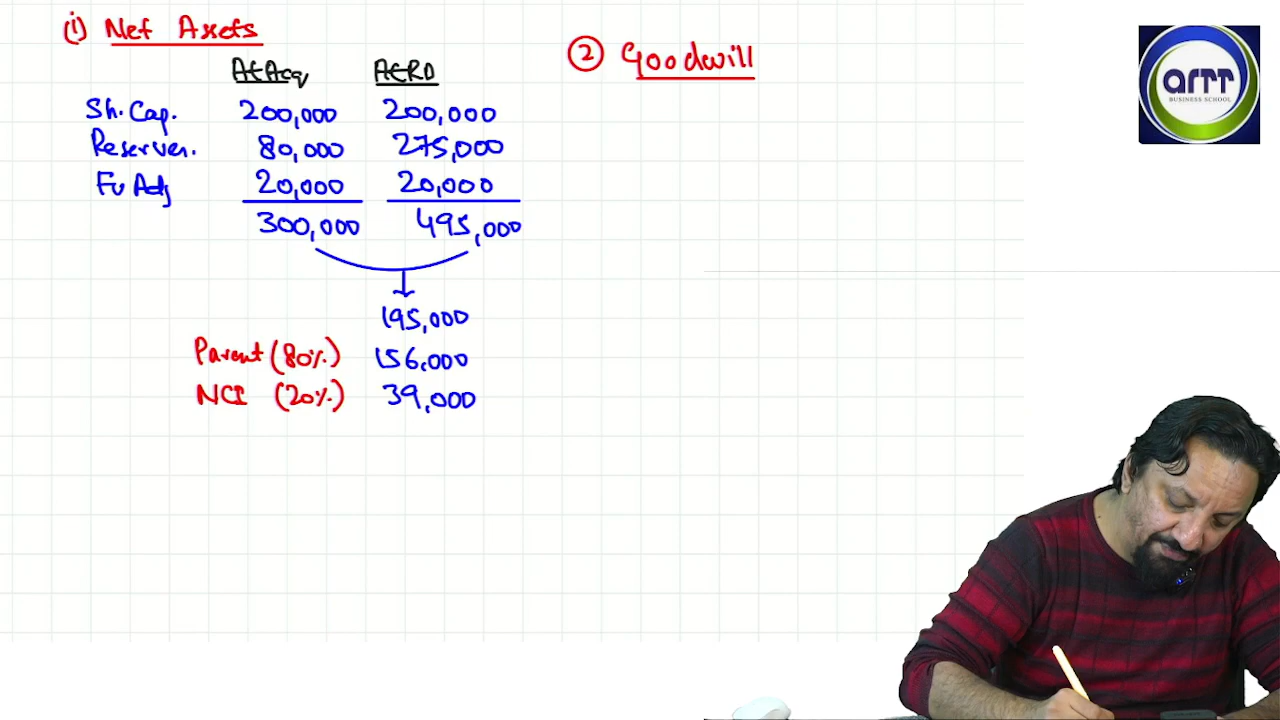 (i) Net Assets
At Acq At RD
Sh. Cap. 200,000 200,000
Reserves. 80,000 275,000
Fv Adj 20,000 20,000
300,000 495,000
195,000
Parent (80%) 156,000
NCI (20%) 39,000
② Goodwill
ARTT
BUSINESS SCHOOL